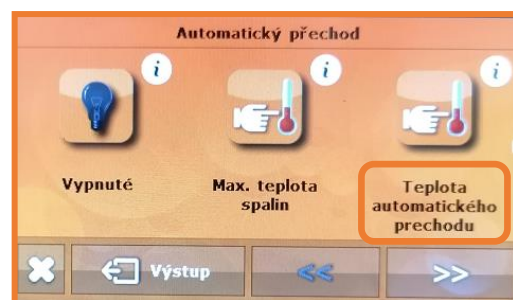 Automatický přechod
i
i
i
Vypnuté
Max. teplota
spalin
Teplota
automatického
prechodu
Výstup
<<
>>